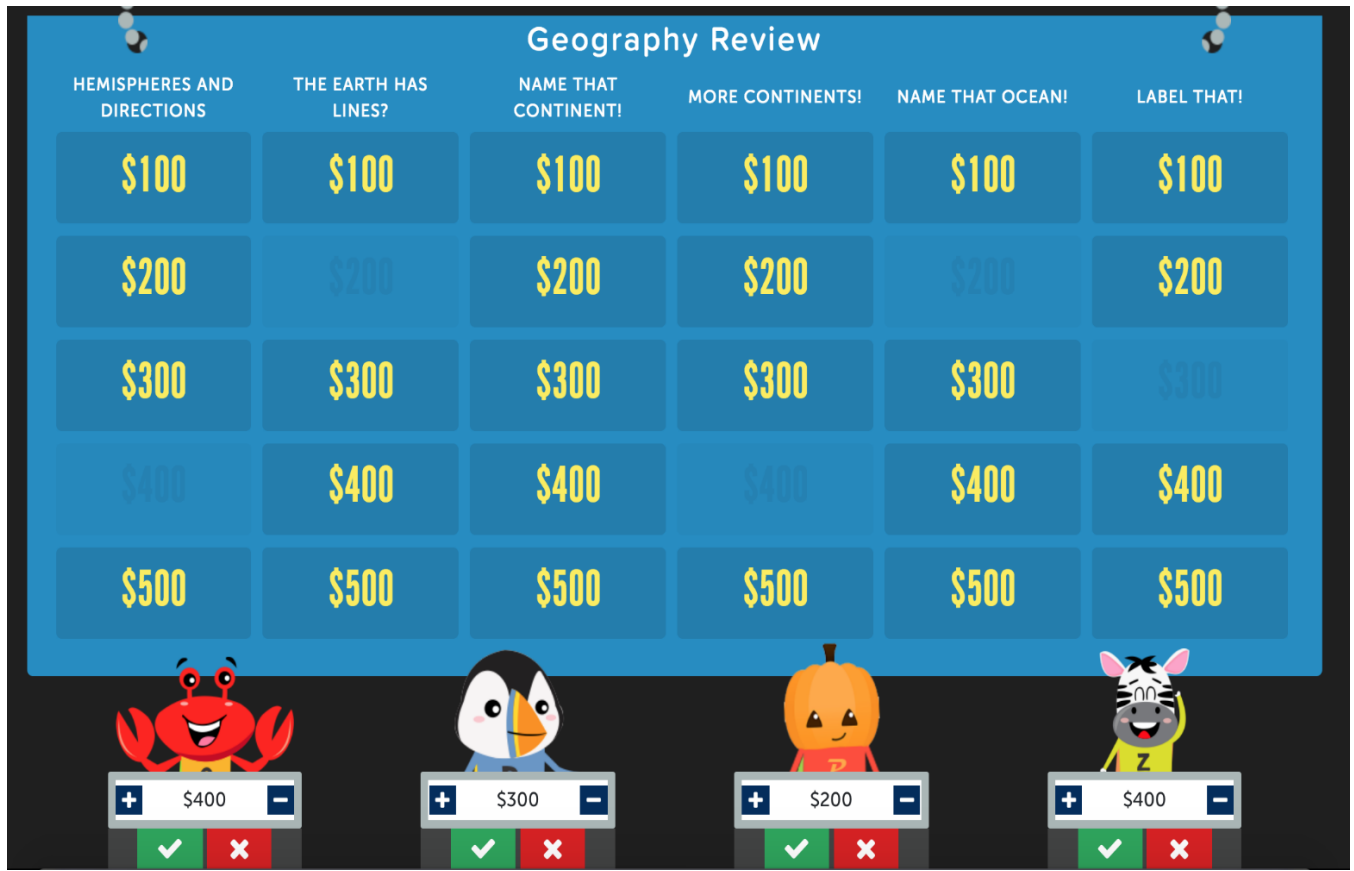 Geography Review
HEMISPHERES AND
DIRECTIONS
THE EARTH HAS
LINES?
NAME THAT
CONTINENT!
MORE CONTINENTS!
NAME THAT OCEAN!
LABEL THAT!
$100 $100 $100 $100 $100 $100
$200 $200 $200 $200 $200 $200
$300 $300 $300 $300 $300 $300
$400 $400 $400 $400 $400 $400
$500 $500 $500 $500 $500 $500
P Z
+ $400 − + $300 − + $200 − + $400 −